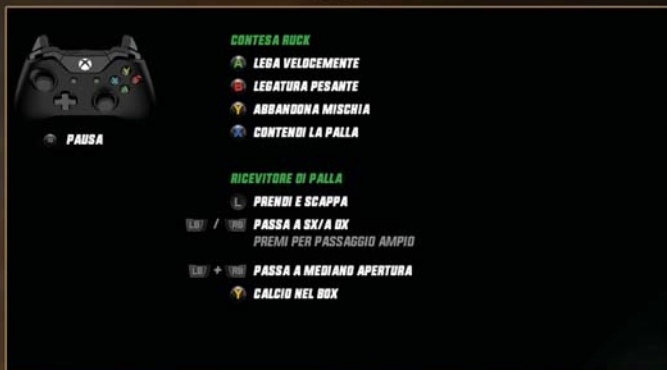 PAUSA
CONTESA RUCK
A LEGA VELOCEMENTE
B LEGATURA PESANTE
Y ABBANDONA MISCHIA
X CONTENDI LA PALLA
RICEVITORE DI PALLA
L PRENDI E SCAPPA
LB / RB PASSA A SX/A DX
PREMI PER PASSAGGIO AMPIO
LB + RB PASSA A MEDIANO APERTURA
Y CALCIO NEL BOX